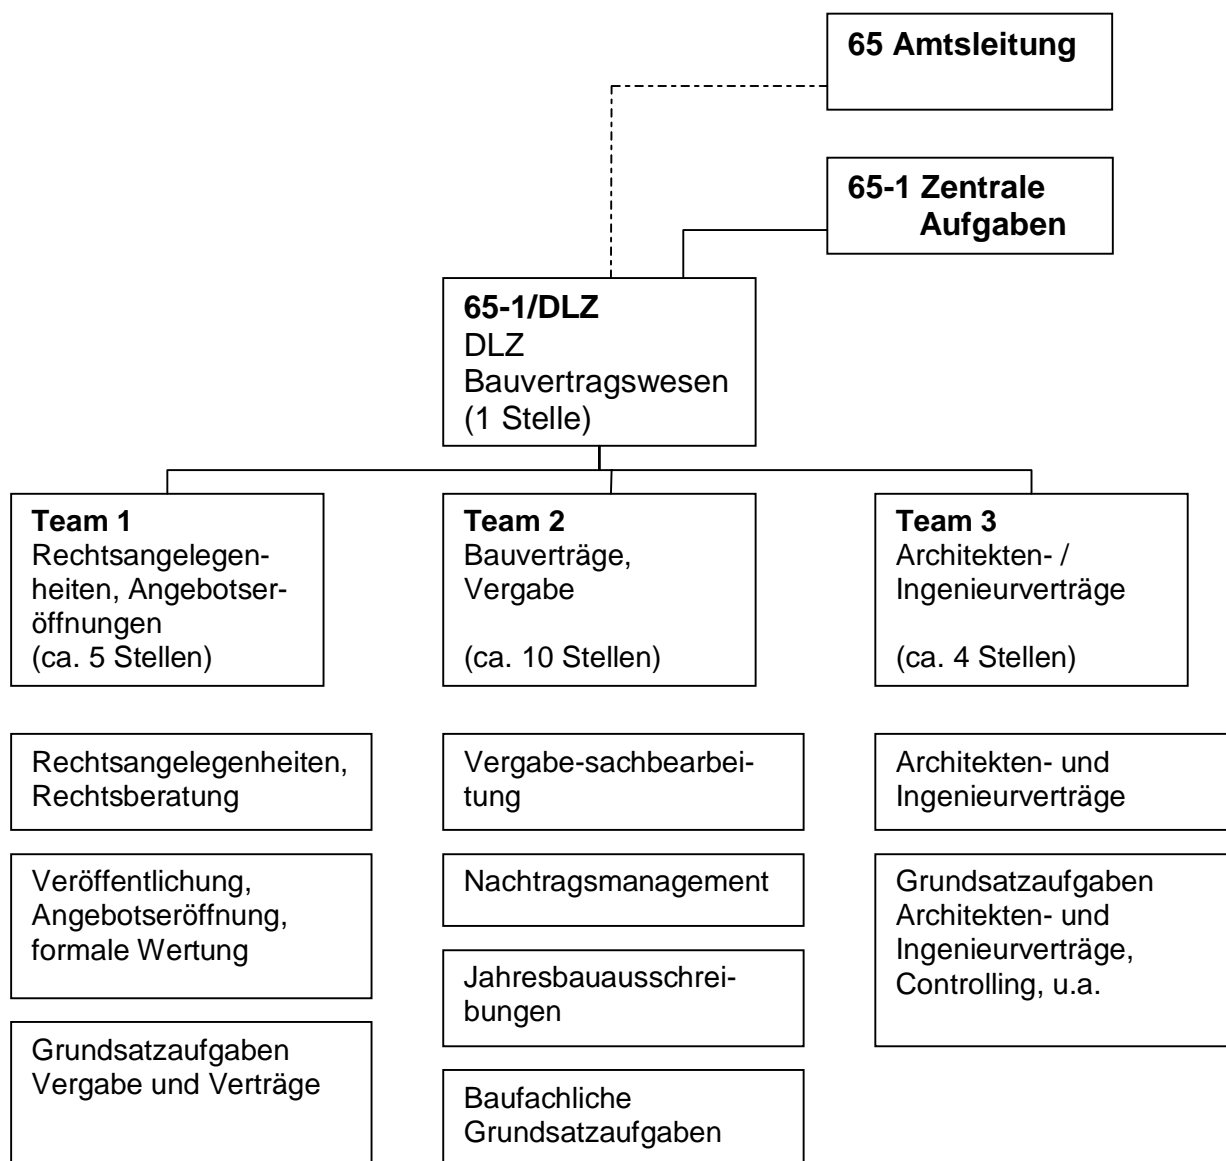 65 Amtsleitung
65-1 Zentrale
Aufgaben
65-1/DLZ
DLZ
Bauvertragswesen
(1 Stelle)
Team 1
Rechtsangelegen-
heiten, Angebotser-
öffnungen
(ca. 5 Stellen)
Team 2
Bauverträge,
Vergabe
(ca. 10 Stellen)
Team 3
Architekten- /
Ingenieurverträge
(ca. 4 Stellen)
Rechtsangelegenheiten,
Rechtsberatung
Veröffentlichung,
Angebotseröffnung,
formale Wertung
Grundsatzaufgaben
Vergabe und Verträge
Vergabe-sachbearbei-
tung
Nachtragsmanagement
Jahresbauausschrei-
bungen
Baufachliche
Grundsatzaufgaben
Architekten- und
Ingenieurverträge
Grundsatzaufgaben
Architekten- und
Ingenieurverträge,
Controlling, u.a.